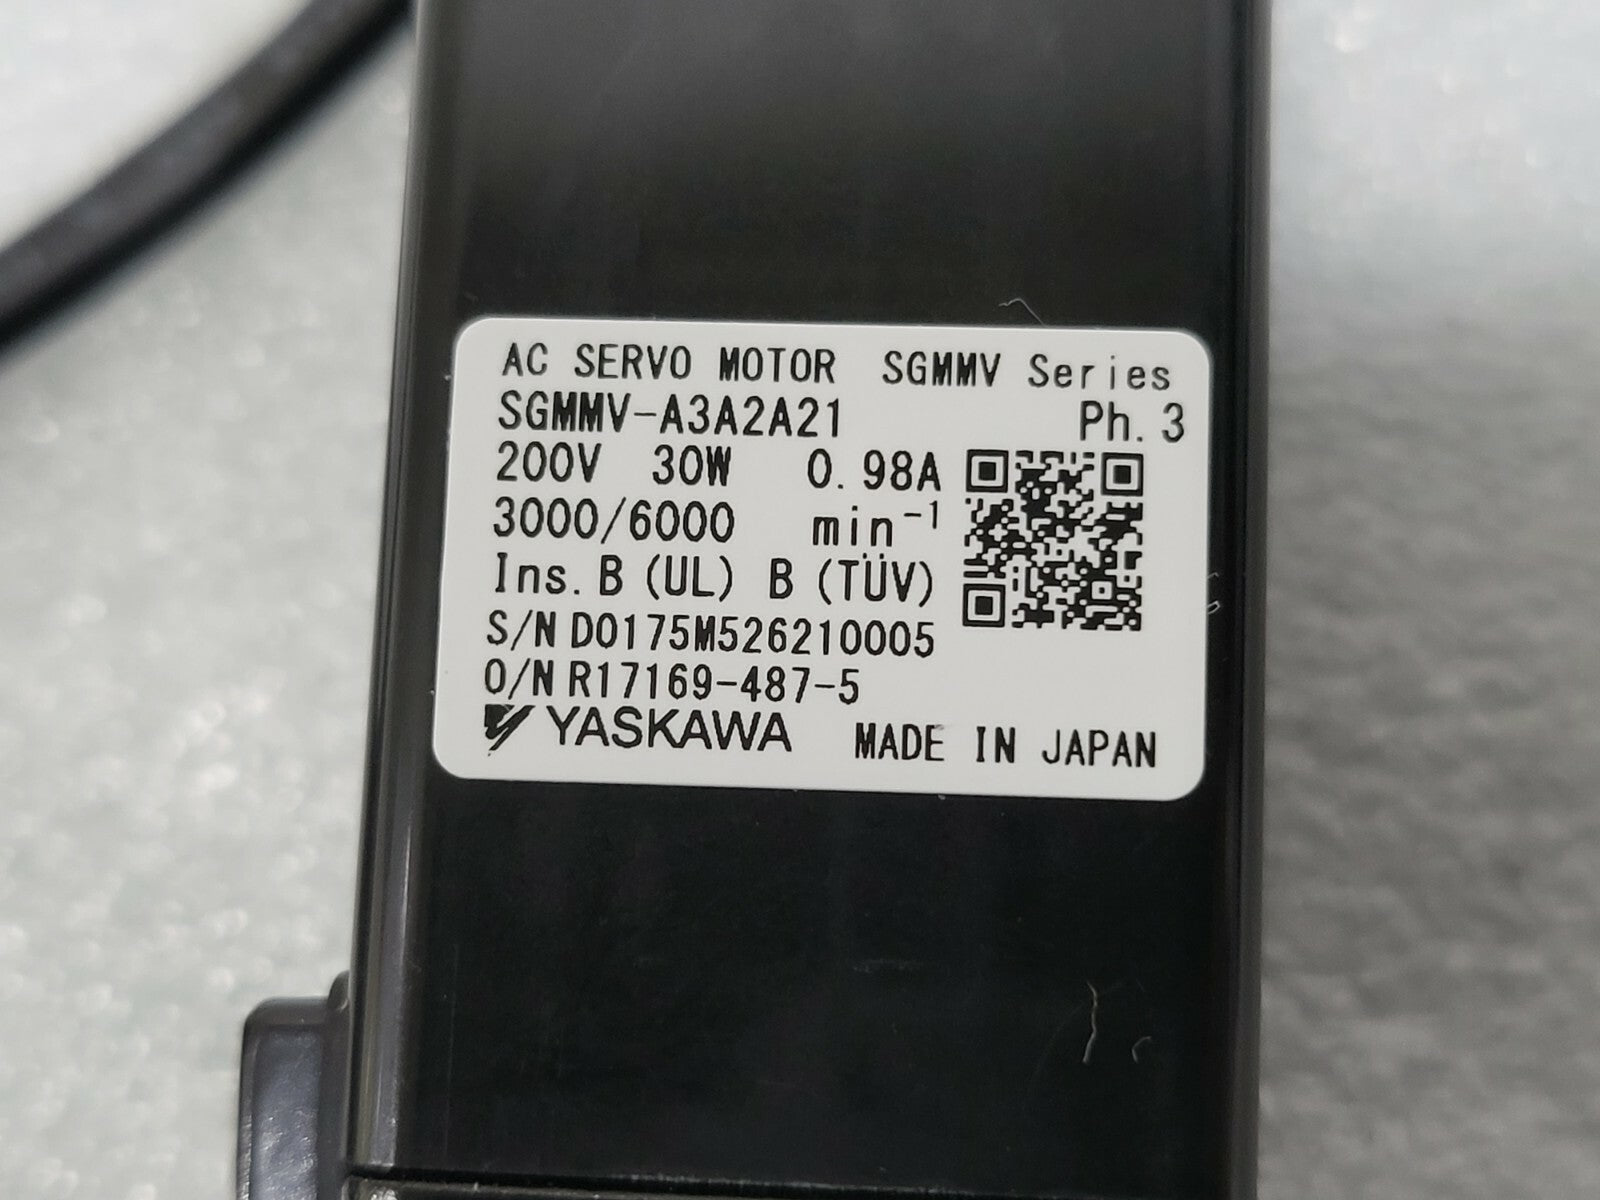 AC SERVO MOTOR SGMMV Series
SGMMV-A3A2A21 Ph. 3
200V 30W 0.98A
3000/6000 min⁻¹
Ins. B (UL) B (TÜV)
S/N D0175M526210005
O/N R17169-487-5
YASKAWA MADE IN JAPAN